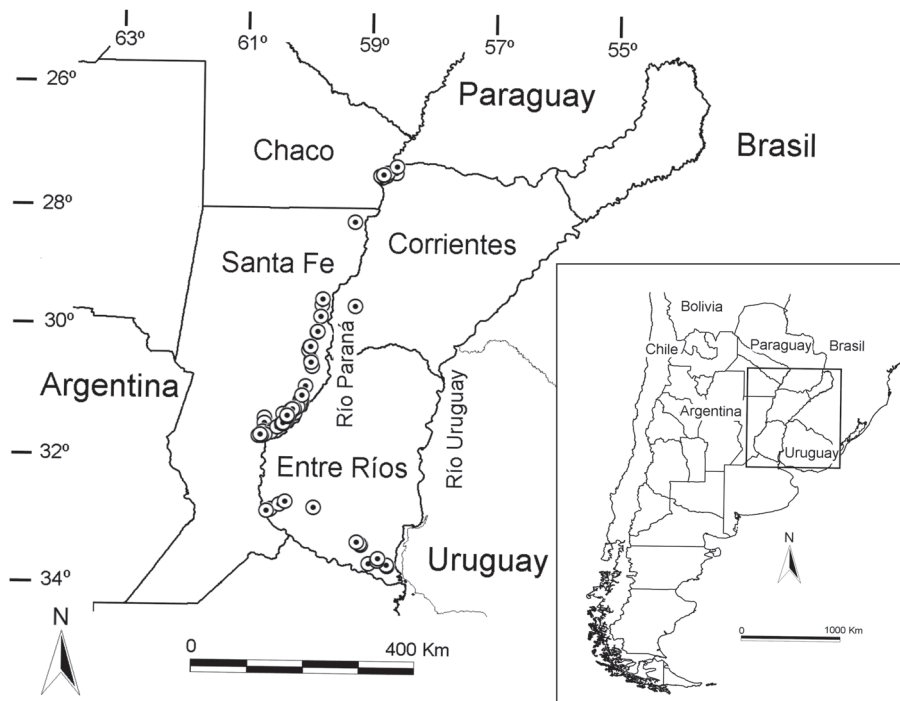 63º
61º
59º
57º
55º
26º
28º
30º
32º
34º
Paraguay
Brasil
Chaco
Corrientes
Santa Fe
Río Paraná
Argentina
Río Uruguay
Entre Ríos
Uruguay
N
0 400 Km
Bolivia
Paraguay
Brasil
Chile
Argentina
Uruguay
N
0 1000 Km